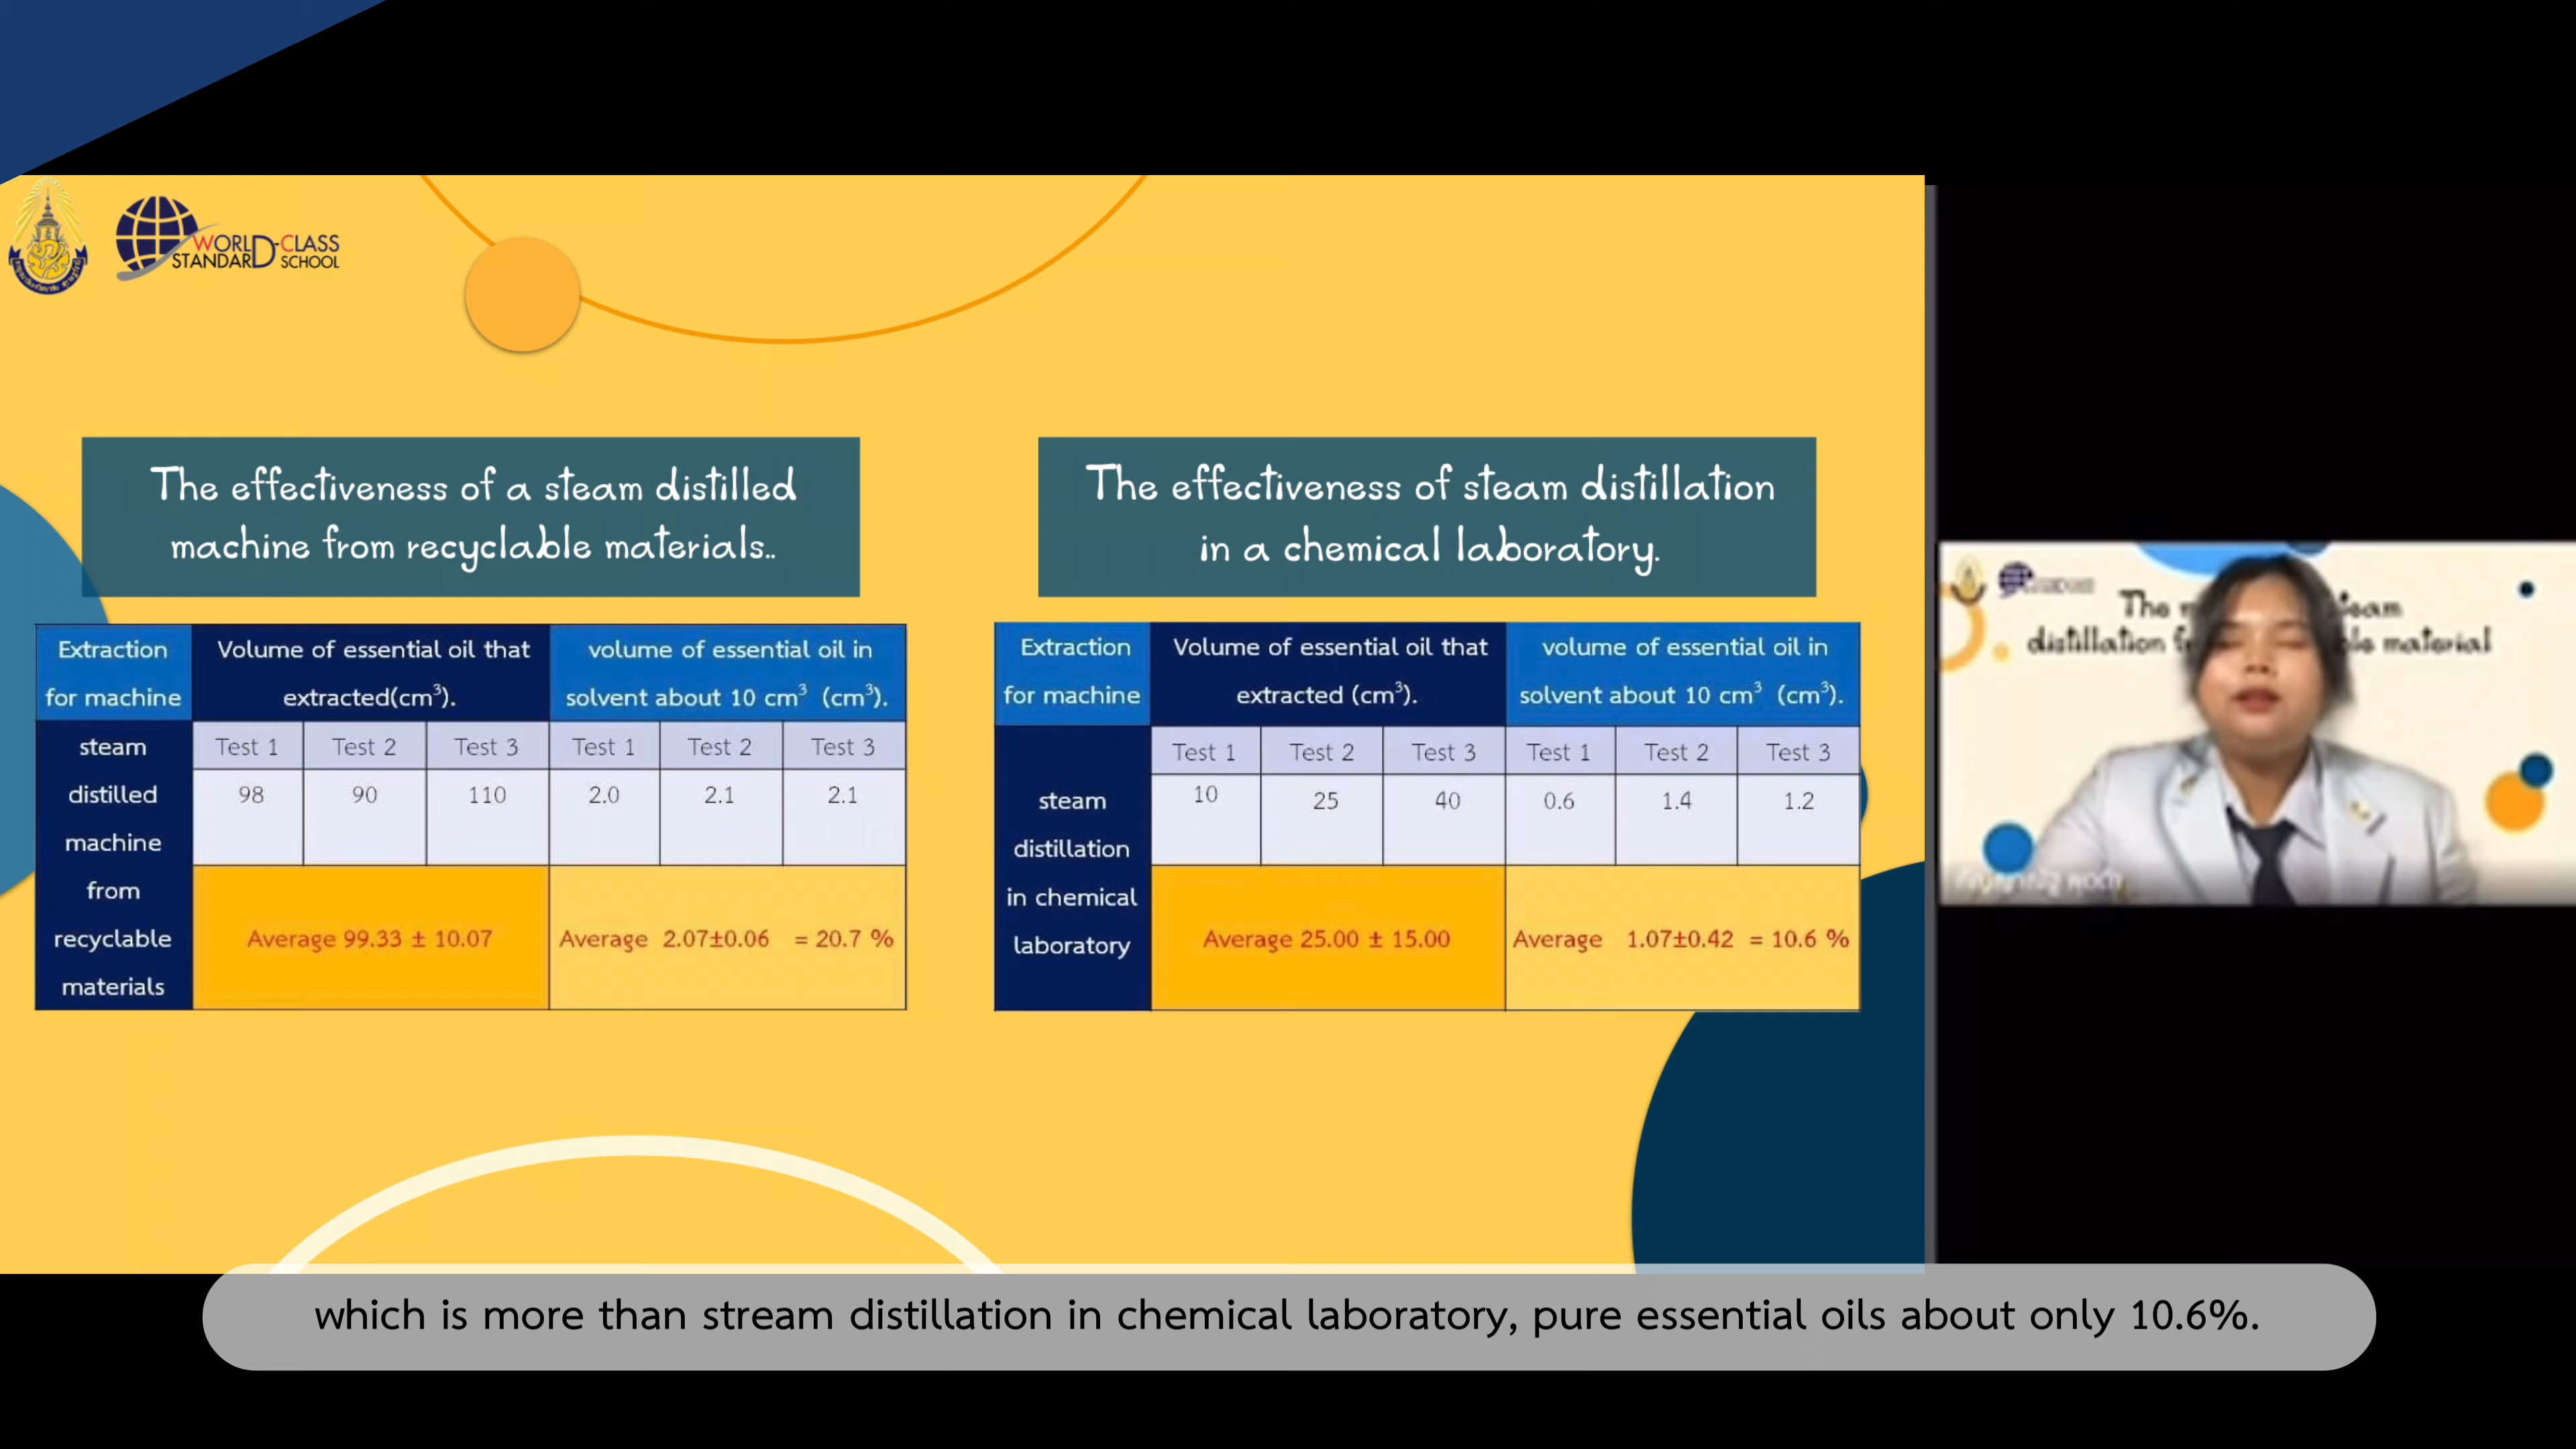 WORLD-CLASS
STANDARD SCHOOL
The effectiveness of a steam distilled
machine from recyclable materials..
Extraction
for machine
Volume of essential oil that
extracted(cm³).
volume of essential oil in
solvent about 10 cm³ (cm³).
steam
distilled
machine
from
recyclable
materials
Test 1 Test 2 Test 3 Test 1 Test 2 Test 3
98 90 110 2.0 2.1 2.1
Average 99.33 ± 10.07 Average 2.07±0.06 = 20.7 %
The effectiveness of steam distillation
in a chemical laboratory.
Extraction
for machine
Volume of essential oil that
extracted (cm³).
volume of essential oil in
solvent about 10 cm³ (cm³).
steam
distillation
in chemical
laboratory
Test 1 Test 2 Test 3 Test 1 Test 2 Test 3
10 25 40 0.6 1.4 1.2
Average 25.00 ± 15.00 Average 1.07±0.42 = 10.6 %
The
distillation material
which is more than stream distillation in chemical laboratory, pure essential oils about only 10.6%.